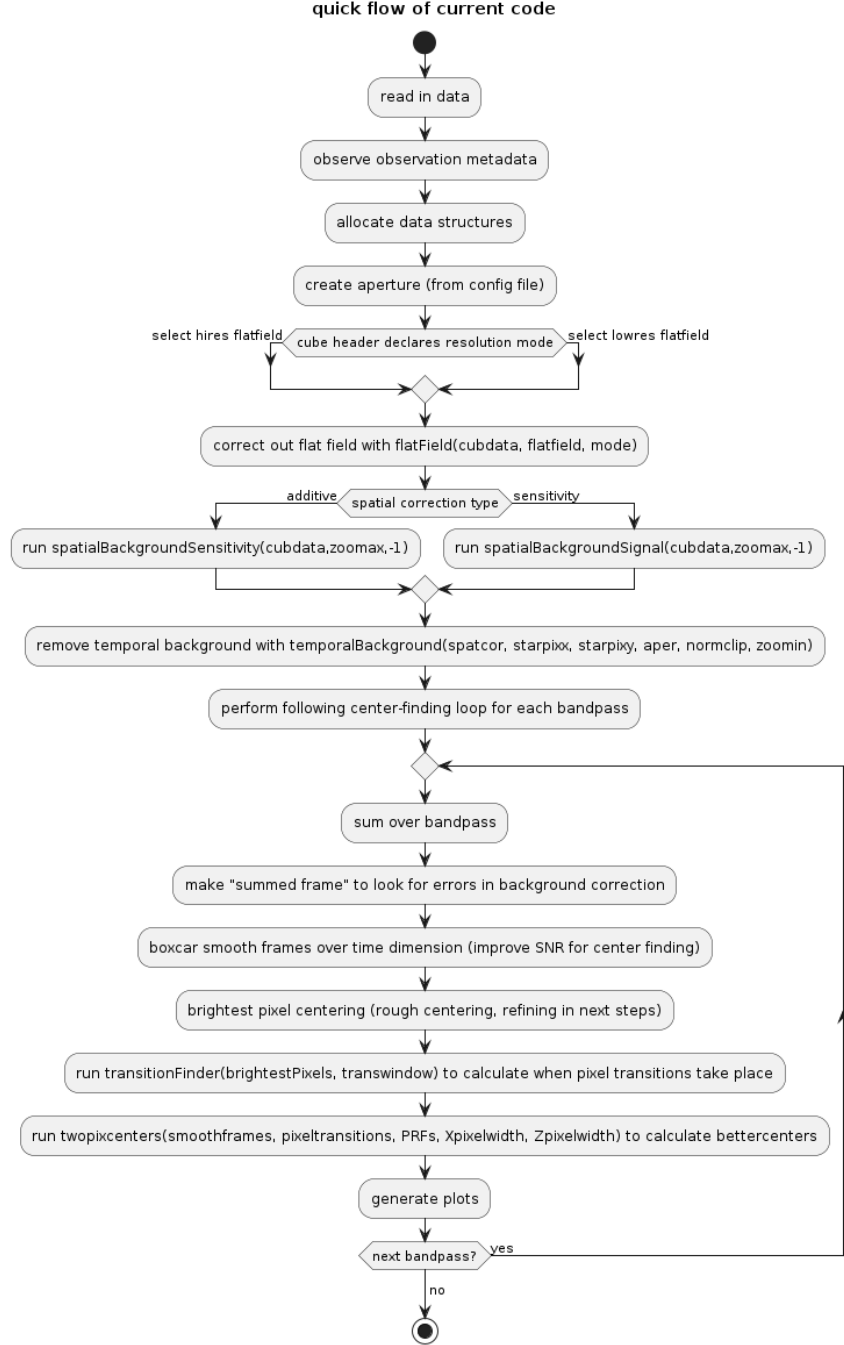 quick flow of current code
read in data
observe observation metadata
allocate data structures
create aperture (from config file)
select hires flatfield
cube header declares resolution mode
select lowres flatfield
correct out flat field with flatField(cubdata, flatfield, mode)
additive
spatial correction type
sensitivity
run spatialBackgroundSensitivity(cubdata,zoomax,-1)
run spatialBackgroundSignal(cubdata,zoomax,-1)
remove temporal background with temporalBackground(spatcor, starpixx, starpixy, aper, normclip, zoomin)
perform following center-finding loop for each bandpass
sum over bandpass
make "summed frame" to look for errors in background correction
boxcar smooth frames over time dimension (improve SNR for center finding)
brightest pixel centering (rough centering, refining in next steps)
run transitionFinder(brightestPixels, transwindow) to calculate when pixel transitions take place
run twopixcenters(smoothframes, pixeltransitions, PRFs, Xpixelwidth, Zpixelwidth) to calculate bettercenters
generate plots
next bandpass?
yes
no